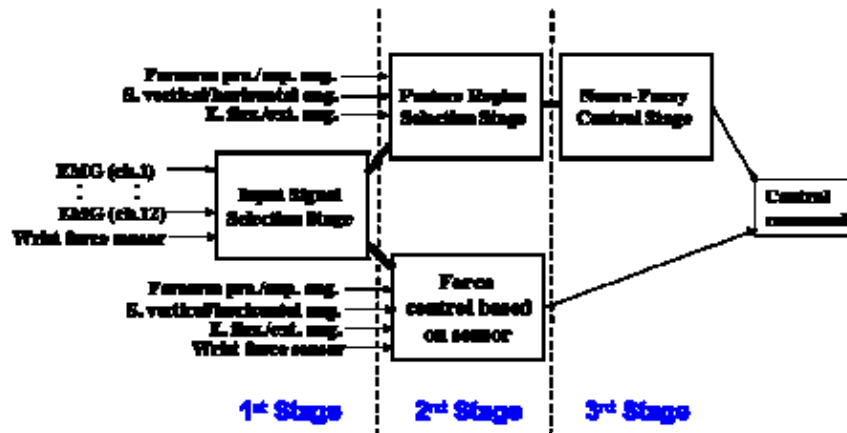 Forearm pro./sup. ang.
S. vertical/horizontal ang.
E. flex./ext. ang.
Posture Region
Selection Stage
Neuro-Fuzzy
Control Stage
EMG (ch.1)
EMG (ch.12)
Wrist force sensor
Input Signal
Selection Stage
Control
command
Forearm pro./sup. ang.
S. vertical/horizontal ang.
E. flex./ext. ang.
Wrist force sensor
Force
control based
on sensor
1st Stage
2nd Stage
3rd Stage